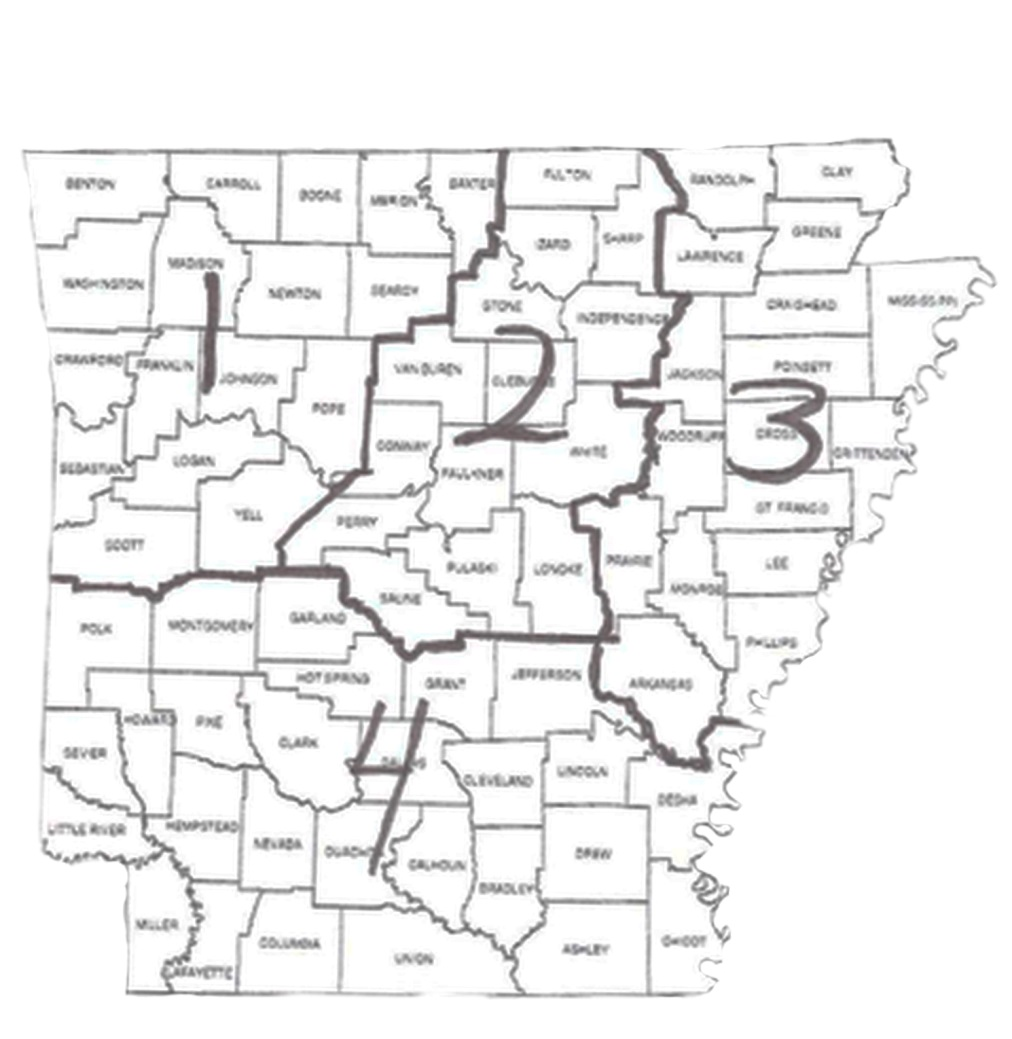 BENTON CARROLL BOONE MARION BAXTER FULTON RANDOLPH CLAY
WASHINGTON MADISON NEWTON SEARCY STONE IZARD SHARP LAWRENCE GREENE
CRAWFORD FRANKLIN JOHNSON POPE VAN BUREN INDEPENDENCE JACKSON CRAIGHEAD MISSISSIPPI
POINSETT
1 2 3
SEBASTIAN LOGAN CONWAY FAULKNER WHITE WOODRUFF CROSS CRITTENDEN
SCOTT YELL PERRY PULASKI LONOKE PRAIRIE ST FRANCIS
MONROE LEE
POLK MONTGOMERY GARLAND SALINE PHILLIPS
HOT SPRING GRANT JEFFERSON ARKANSAS
SEVIER HOWARD PIKE CLARK CLEVELAND LINCOLN DESHA
4
LITTLE RIVER HEMPSTEAD NEVADA CALHOUN BRADLEY DREW
MILLER LAFAYETTE COLUMBIA UNION ASHLEY CHICOT